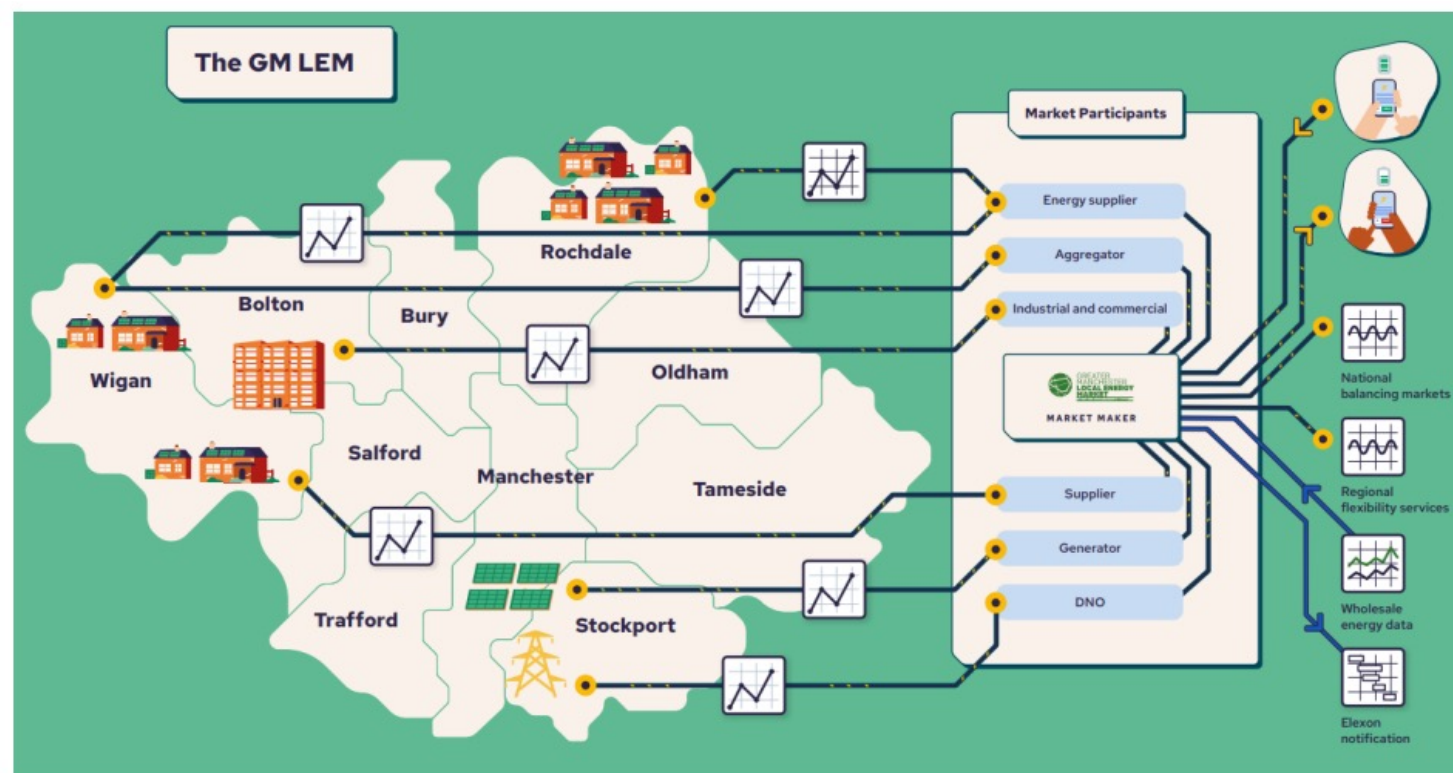 The GM LEM
Market Participants
Energy supplier
Rochdale
Aggregator
Bolton
Industrial and commercial
Bury
Wigan
Oldham
GREATER
MANCHESTER
LOCAL ENERGY
MARKET
MARKET MAKER
National
balancing markets
Salford
Manchester
Tameside
Supplier
Regional
flexibility services
Generator
DNO
Trafford
Stockport
Wholesale
energy data
Elexon
notification